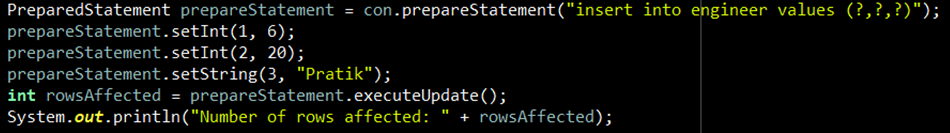 PreparedStatement prepareStatement = con.prepareStatement("insert into engineer values (?,?,?)");
prepareStatement.setInt(1, 6);
prepareStatement.setInt(2, 20);
prepareStatement.setString(3, "Pratik");
int rowsAffected = prepareStatement.executeUpdate();
System.out.println("Number of rows affected: " + rowsAffected);